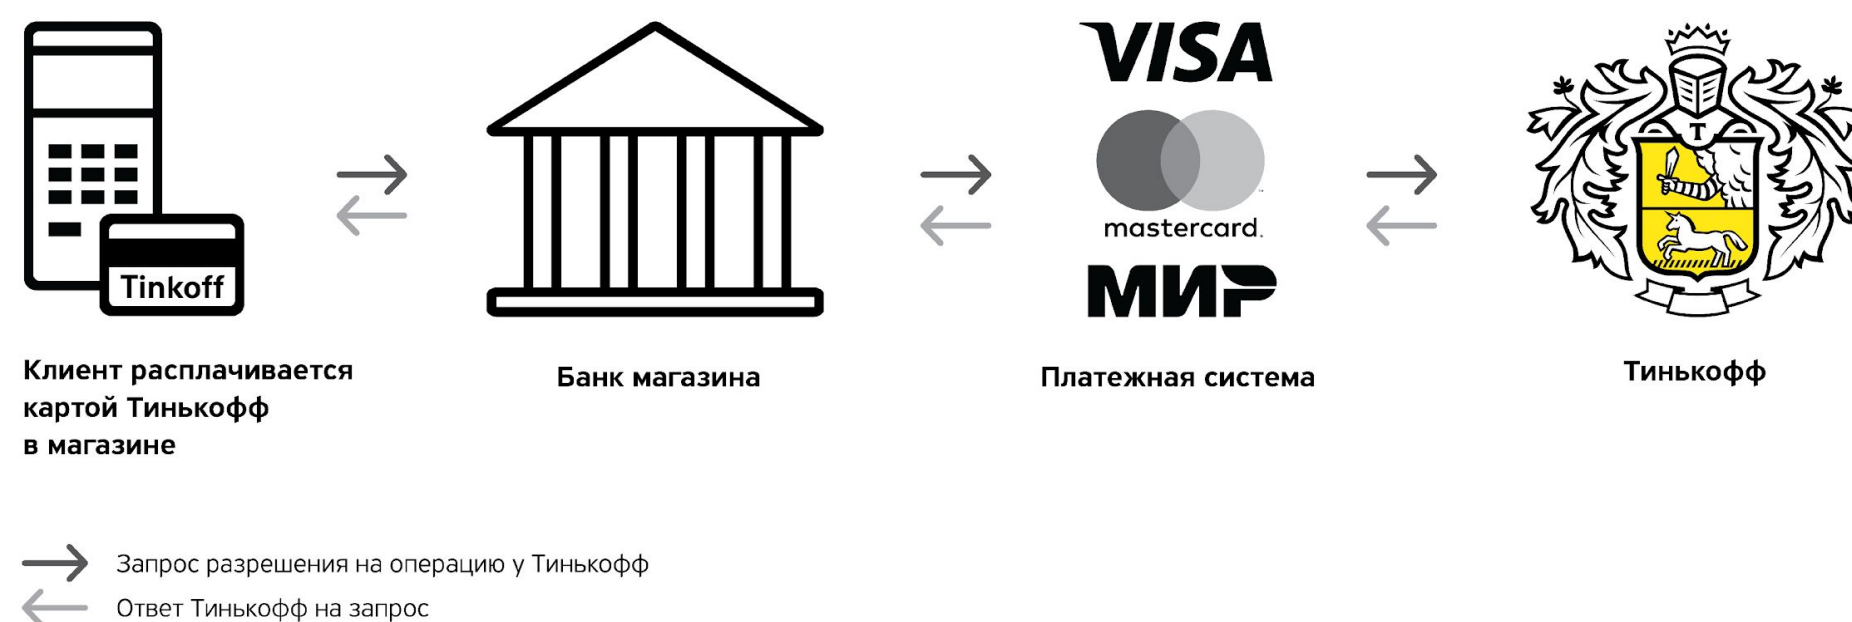 VISA
mastercard.
МИР
T
Tinkoff
Клиент расплачивается
картой Тинькофф
в магазине
Банк магазина
Платежная система
Тинькофф
Запрос разрешения на операцию у Тинькофф
Ответ Тинькофф на запрос